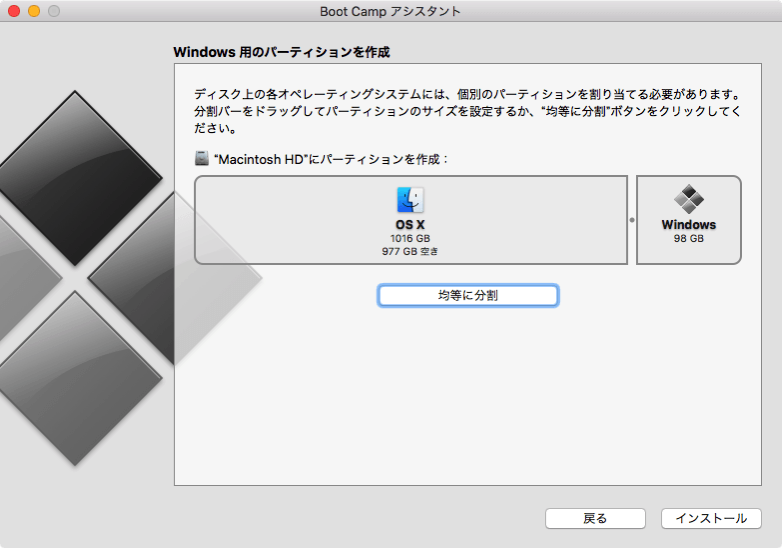 Boot Camp アシスタント
Windows 用のパーティションを作成
ディスク上の各オペレーティングシステムには、個別のパーティションを割り当てる必要があります。
分割バーをドラッグしてパーティションのサイズを設定するか、“均等に分割”ボタンをクリックしてく
ださい。
“Macintosh HD”にパーティションを作成：
OS X
1016 GB
977 GB 空き
Windows
98 GB
均等に分割
戻る
インストール